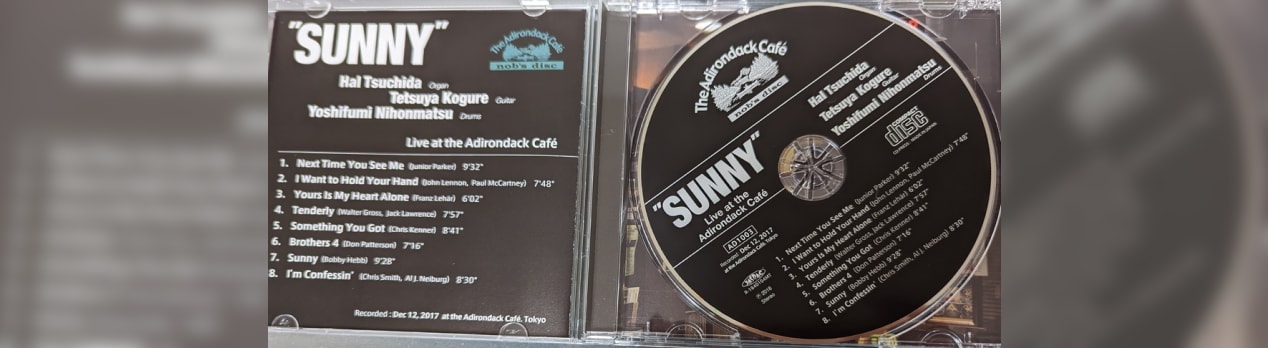 "SUNNY"
The Adirondack Café
nob's disc
Hal Tsuchida Organ
Tetsuya Kogure Guitar
Yoshifumi Nihonmatsu Drums
Live at the Adirondack Café
1. Next Time You See Me (Junior Parker) 9'32"
2. I Want to Hold Your Hand (John Lennon, Paul McCartney) 7'48"
3. Yours Is My Heart Alone (Franz Lehár) 6'02"
4. Tenderly (Walter Gross, Jack Lawrence) 7'57"
5. Something You Got (Chris Kenner) 8'41"
6. Brothers 4 (Don Patterson) 7'16"
7. Sunny (Bobby Hebb) 9'28"
8. I'm Confessin' (Chris Smith, Al J. Neiburg) 8'30"
Recorded : Dec 12, 2017 at the Adirondack Café, Tokyo
The Adirondack Café
nob's disc
Hal Tsuchida Organ
Tetsuya Kogure Guitar
Yoshifumi Nihonmatsu Drums
COMPACT
disc
"SUNNY"
Live at the
Adirondack Café
AD1003
Recorded : Dec 12, 2017
at the Adirondack Café, Tokyo
℗ 2018
Stereo
1. Next Time You See Me (Junior Parker) 9'32"
2. I Want to Hold Your Hand (John Lennon, Paul McCartney) 7'48"
3. Yours Is My Heart Alone (Franz Lehár) 6'02"
4. Tenderly (Walter Gross, Jack Lawrence) 7'57"
5. Something You Got (Chris Kenner) 8'41"
6. Brothers 4 (Don Patterson) 7'16"
7. Sunny (Bobby Hebb) 9'28"
8. I'm Confessin' (Chris Smith, Al J. Neiburg) 8'30"